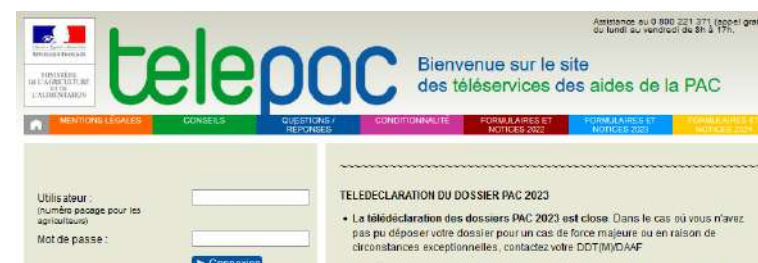 Assistance au 0 800 221 371 (appel
du lundi au vendredi de 8h à 17h.
RÉPUBLIQUE FRANÇAISE
MINISTÈRE
DE L'AGRICULTURE
ET DE
L'ALIMENTATION
telepac
Bienvenue sur le site
des téléservices des aides de la PAC
MENTIONS LÉGALES
CONSEILS
QUESTIONS /
REPONSES
CONDITIONNALITÉ
FORMULAIRES ET
NOTICES 2022
FORMULAIRES ET
NOTICES 2023
FORMULAIRES ET
NOTICES 2024
Utilisateur :
(numéro pacage pour les
agriculteurs)
Mot de passe :
Connexion
TELEDECLARATION DU DOSSIER PAC 2023
• La télédéclaration des dossiers PAC 2023 est close. Dans le cas où vous n'avez
pas pu déposer votre dossier pour un cas de force majeure ou en raison de
circonstances exceptionnelles, contactez votre DDT(M)/DAAF